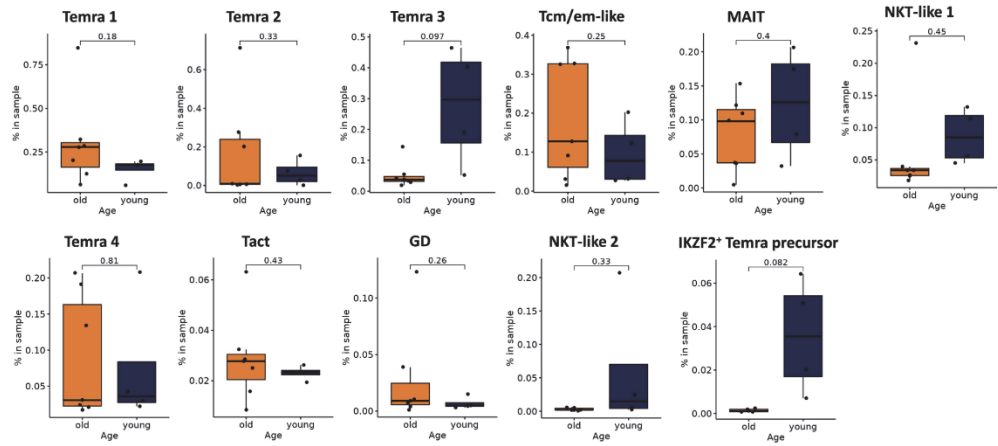 Temra 1
0.18
% in sample
0.75
0.50
0.25
old
young
Age
Temra 2
0.33
% in sample
0.6
0.4
0.2
0.0
old
young
Age
Temra 3
0.097
% in sample
0.5
0.4
0.3
0.2
0.1
0.0
old
young
Age
Tcm/em-like
0.25
% in sample
0.4
0.3
0.2
0.1
0.0
old
young
Age
MAIT
0.4
% in sample
0.20
0.15
0.10
0.05
0.00
old
young
Age
NKT-like 1
0.45
% in sample
0.20
0.15
0.10
0.05
old
young
Age
Temra 4
0.81
% in sample
0.20
0.15
0.10
0.05
old
young
Age
Tact
0.43
% in sample
0.06
0.04
0.02
old
young
Age
GD
0.26
% in sample
0.10
0.05
0.00
old
young
Age
NKT-like 2
0.33
% in sample
0.20
0.15
0.10
0.05
0.00
old
young
Age
IKZF2⁺ Temra precursor
0.082
% in sample
0.06
0.04
0.02
0.00
old
young
Age